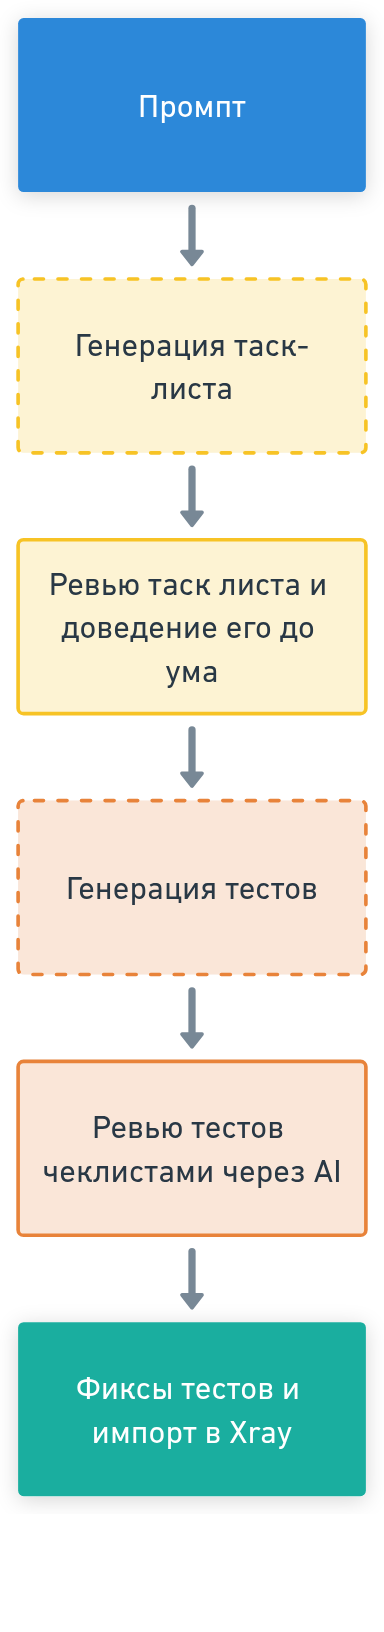 Промпт
Генерация таск-
листа
Ревью таск листа и
доведение его до
ума
Генерация тестов
Ревью тестов
чеклистами через AI
Фиксы тестов и
импорт в Xray